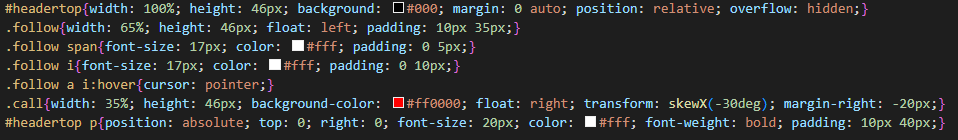 #headertop{width: 100%; height: 46px; background: #000; margin: 0 auto; position: relative; overflow: hidden;}
.follow{width: 65%; height: 46px; float: left; padding: 10px 35px;}
.follow span{font-size: 17px; color: #fff; padding: 0 5px;}
.follow i{font-size: 17px; color: #fff; padding: 0 10px;}
.follow a i:hover{cursor: pointer;}
.call{width: 35%; height: 46px; background-color: #ff0000; float: right; transform: skewX(-30deg); margin-right: -20px;}
#headertop p{position: absolute; top: 0; right: 0; font-size: 20px; color: #fff; font-weight: bold; padding: 10px 40px;}